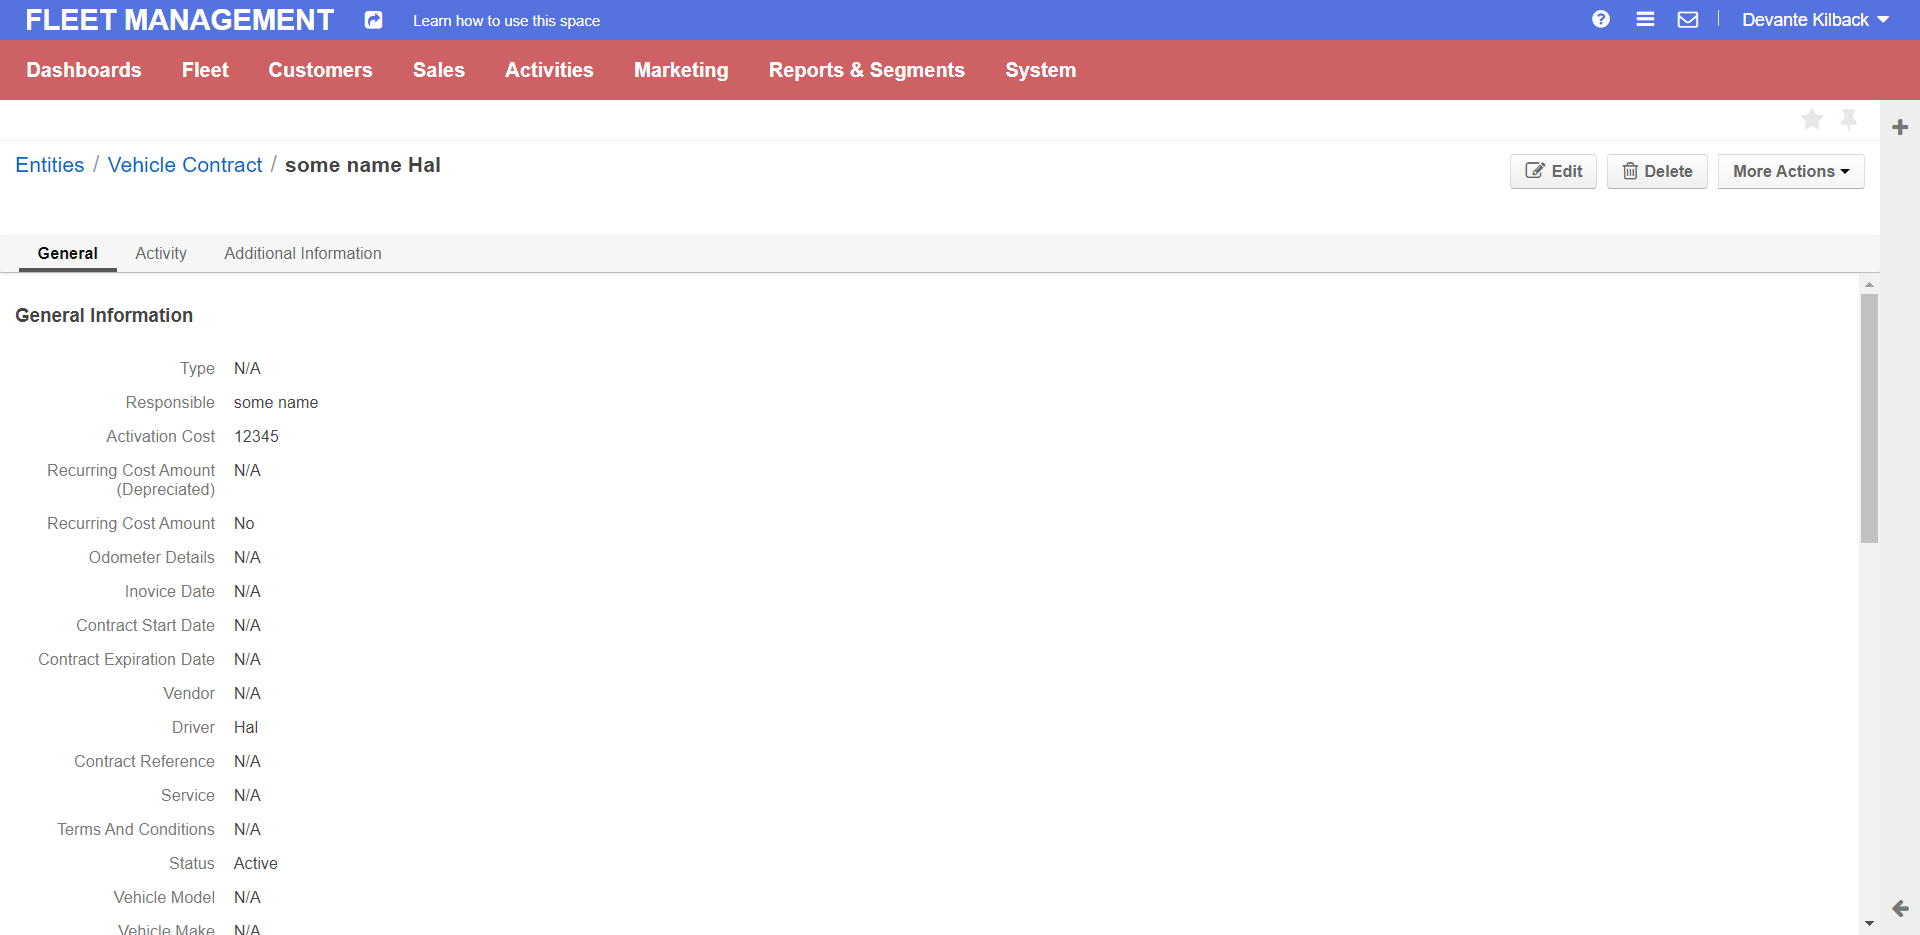 FLEET MANAGEMENT Learn how to use this space Devante Kilback
Dashboards Fleet Customers Sales Activities Marketing Reports & Segments System
Entities / Vehicle Contract / some name Hal
Edit Delete More Actions
General Activity Additional Information
General Information
Type N/A
Responsible some name
Activation Cost 12345
Recurring Cost Amount N/A
(Depreciated)
Recurring Cost Amount No
Odometer Details N/A
Inovice Date N/A
Contract Start Date N/A
Contract Expiration Date N/A
Vendor N/A
Driver Hal
Contract Reference N/A
Service N/A
Terms And Conditions N/A
Status Active
Vehicle Model N/A
Vehicle Make N/A